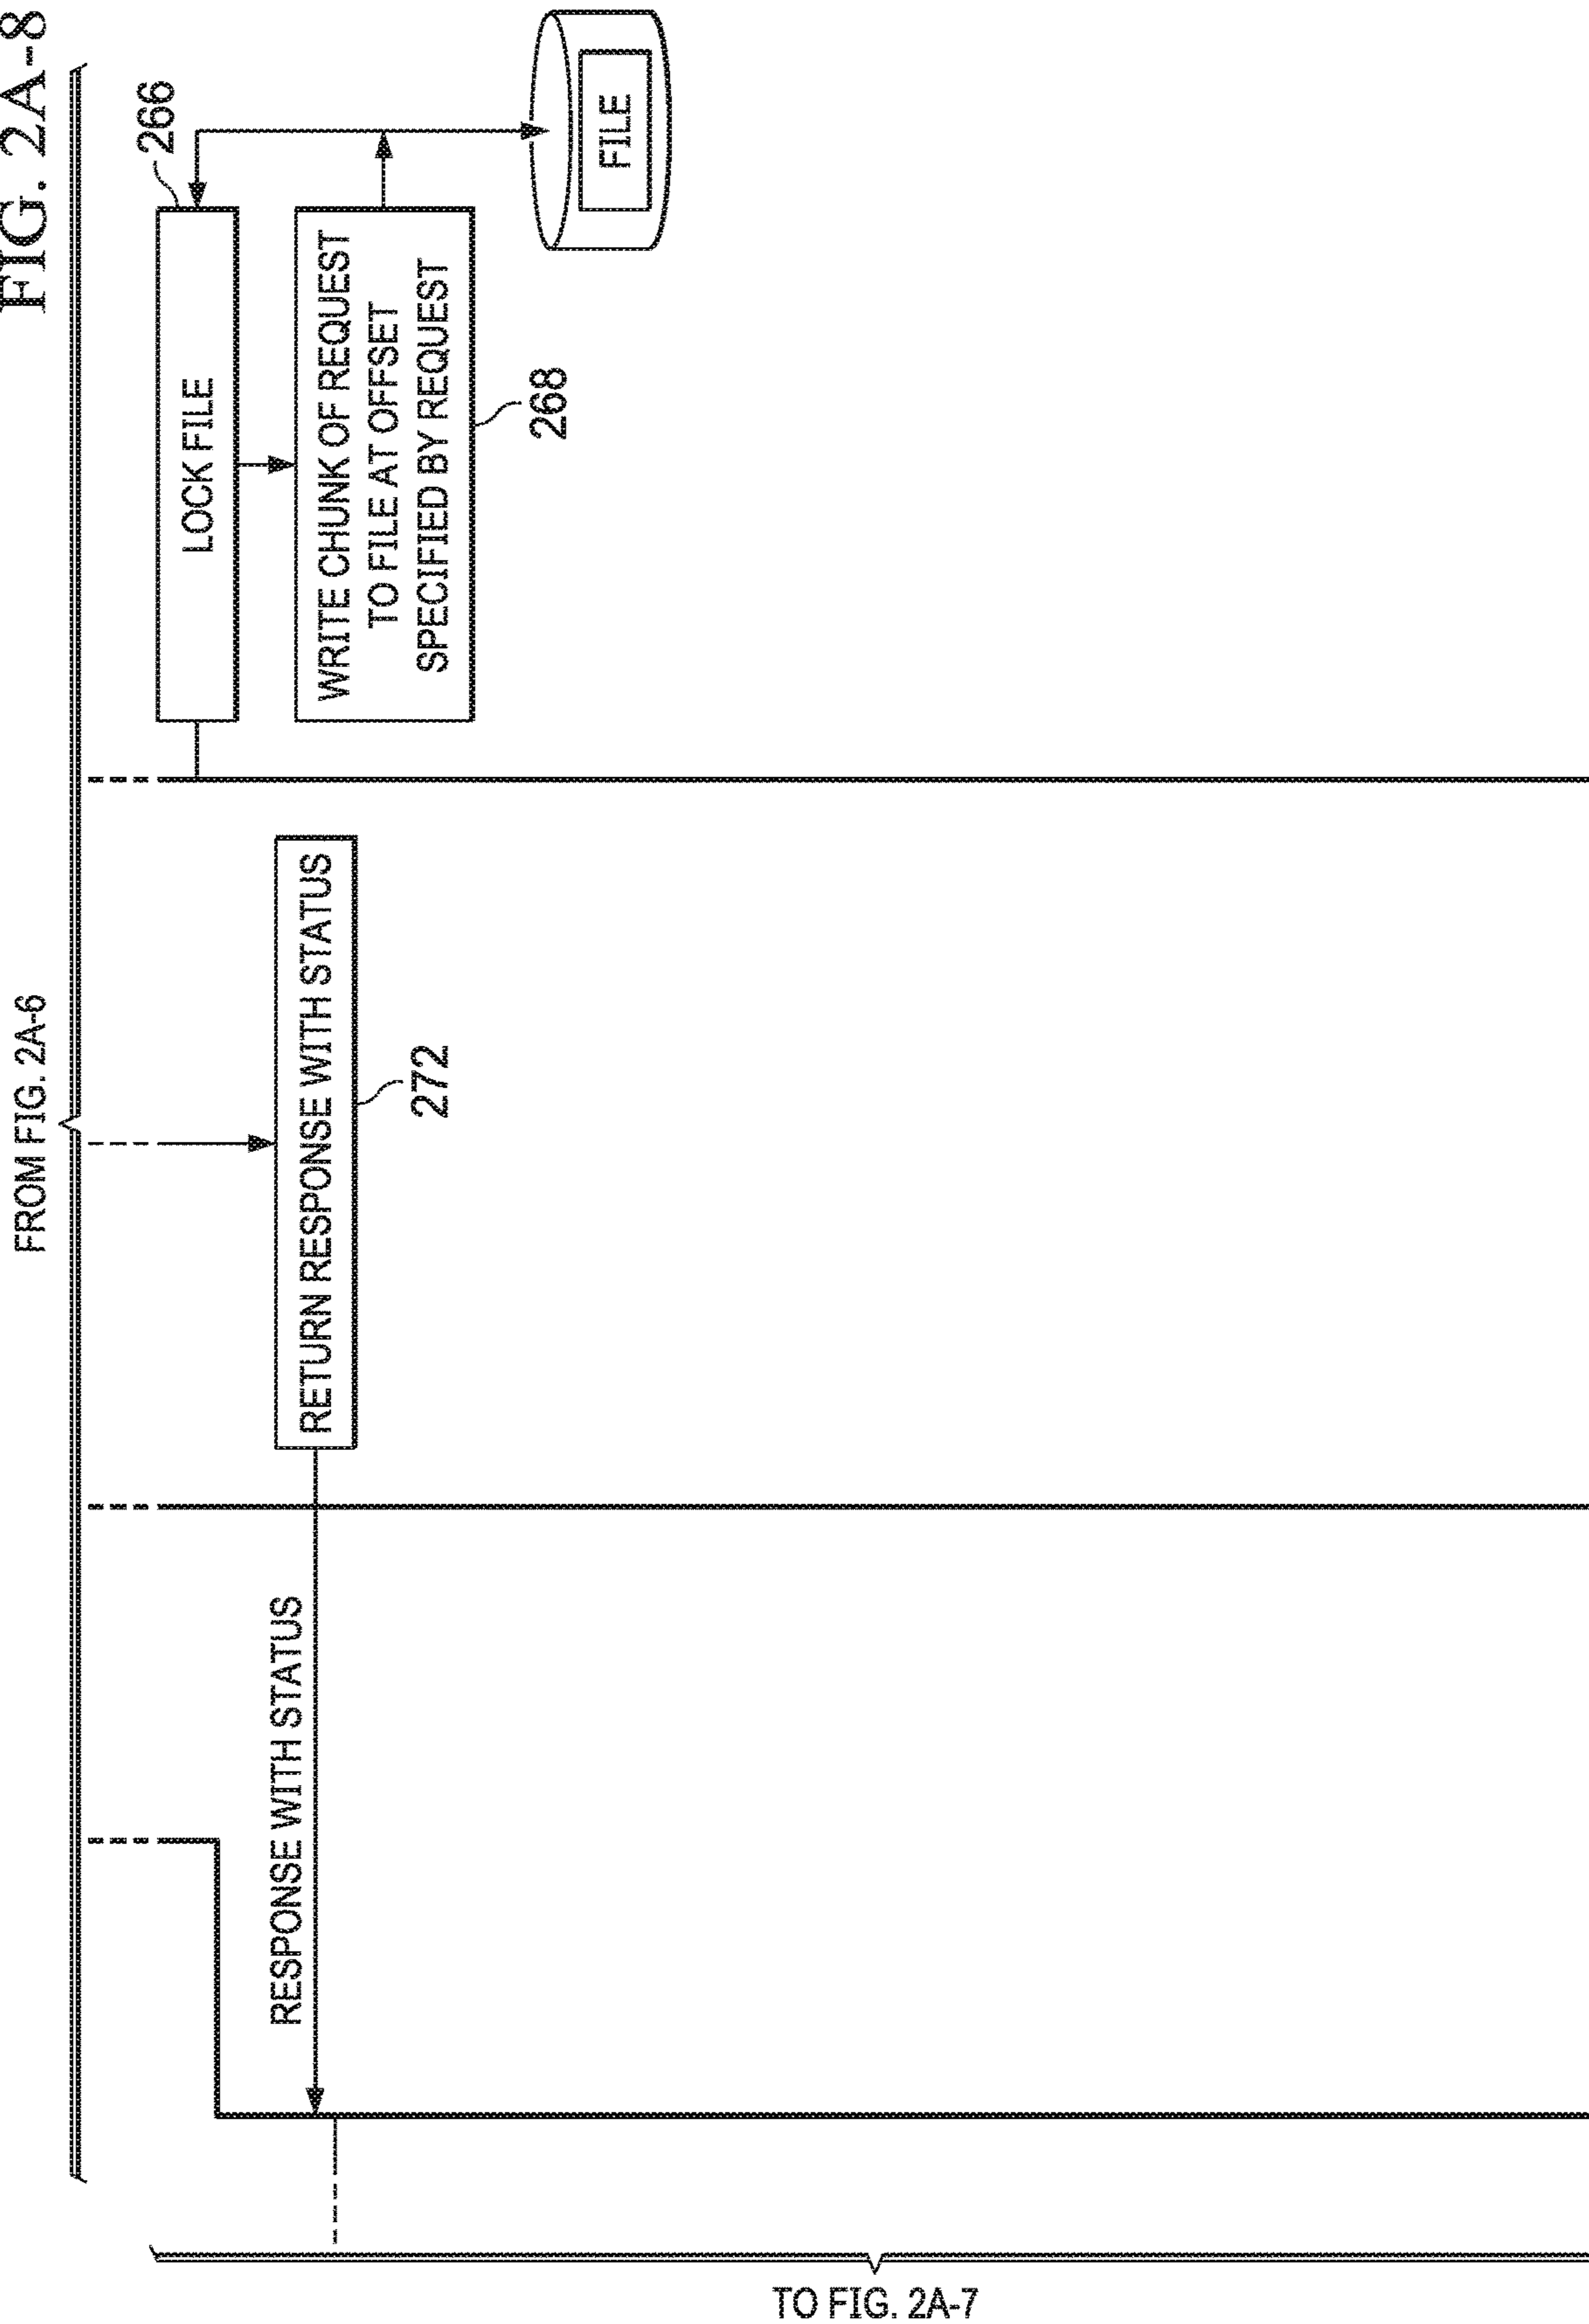 FIG. 2A-8
FROM FIG. 2A-6
266
LOCK FILE
WRITE CHUNK OF REQUEST
TO FILE AT OFFSET
SPECIFIED BY REQUEST
268
FILE
RETURN RESPONSE WITH STATUS
272
RESPONSE WITH STATUS
TO FIG. 2A-7